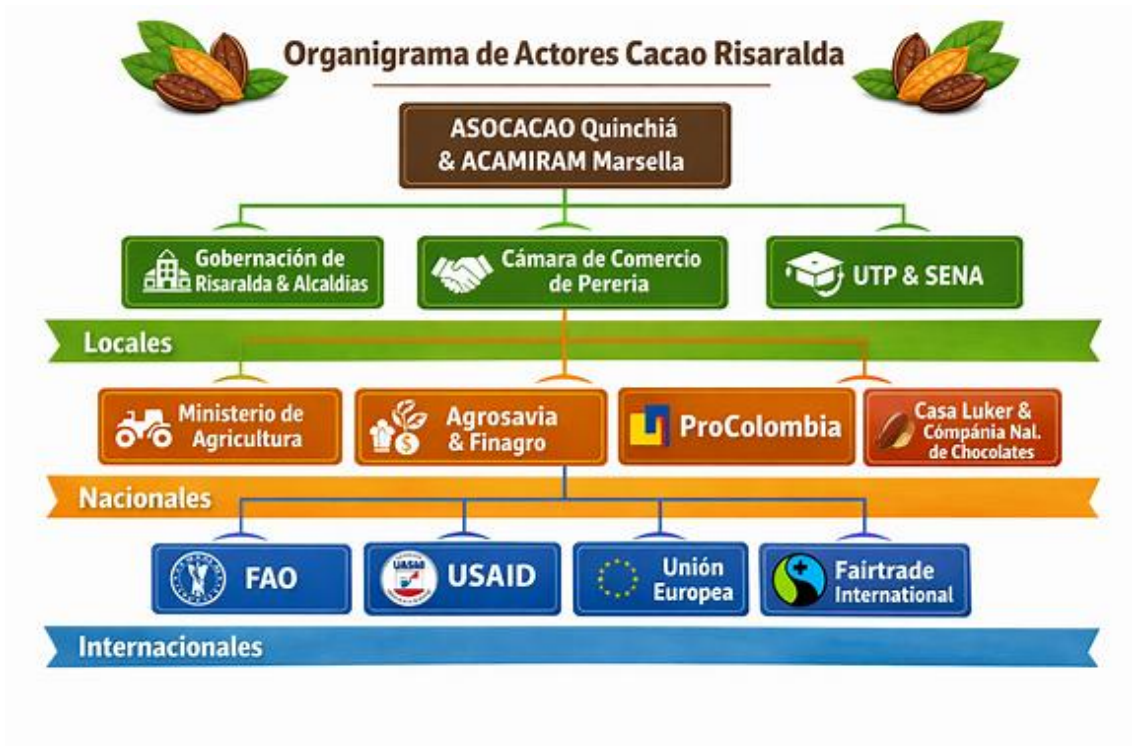 Organigrama de Actores Cacao Risaralda
ASOCACAO Quinchiá
& ACAMIRAM Marsella
Gobernación de
Risaralda & Alcaldias
Cámara de Comercio
de Pereria
UTP & SENA
Locales
Ministerio de
Agricultura
Agrosavia
& Finagro
ProColombia
Casa Luker &
Cómpánia Nal.
de Chocolates
Nacionales
FAO
USAID
Unión
Europea
Fairtrade
International
Internacionales